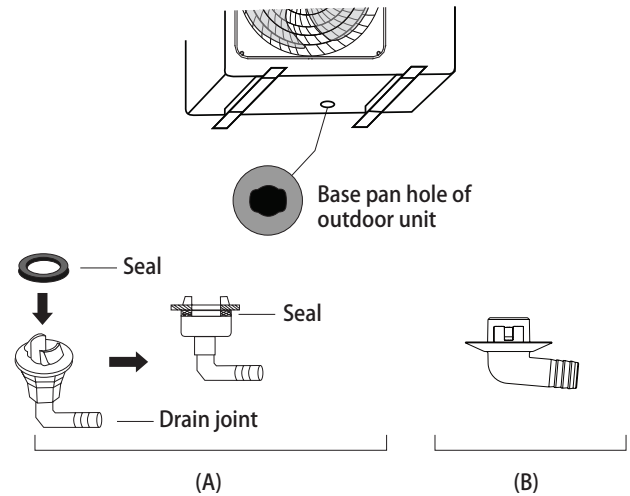 Base pan hole of
outdoor unit
Seal
Seal
Drain joint
(A)
(B)